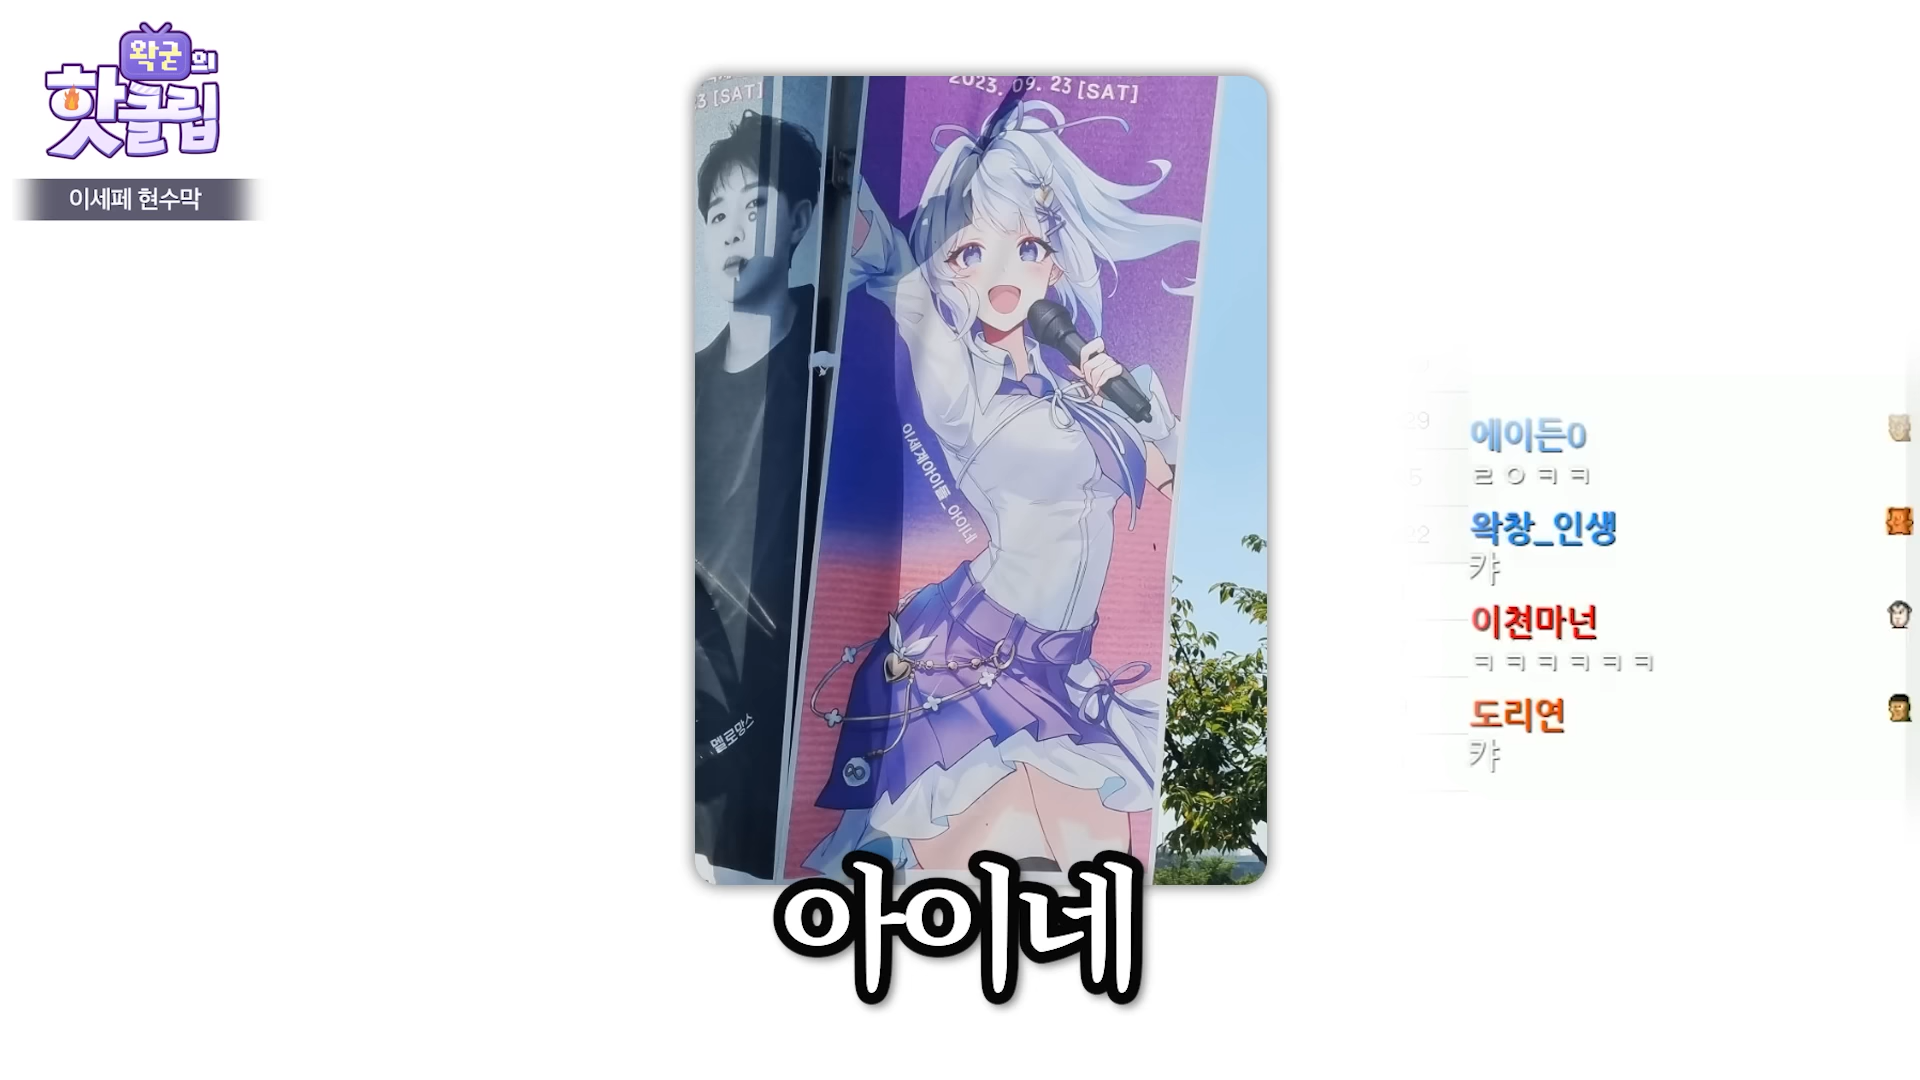 왁굳의
핫클립
이세페 현수막
23 [SAT]
2023. 09. 23 [SAT]
이세계아이돌_아이네
멜로망스
에이든0
ㄹㅇㅋㅋ
왁창_인생
캬
이천마넌
ㅋㅋㅋㅋㅋㅋ
도리연
캬
아이네